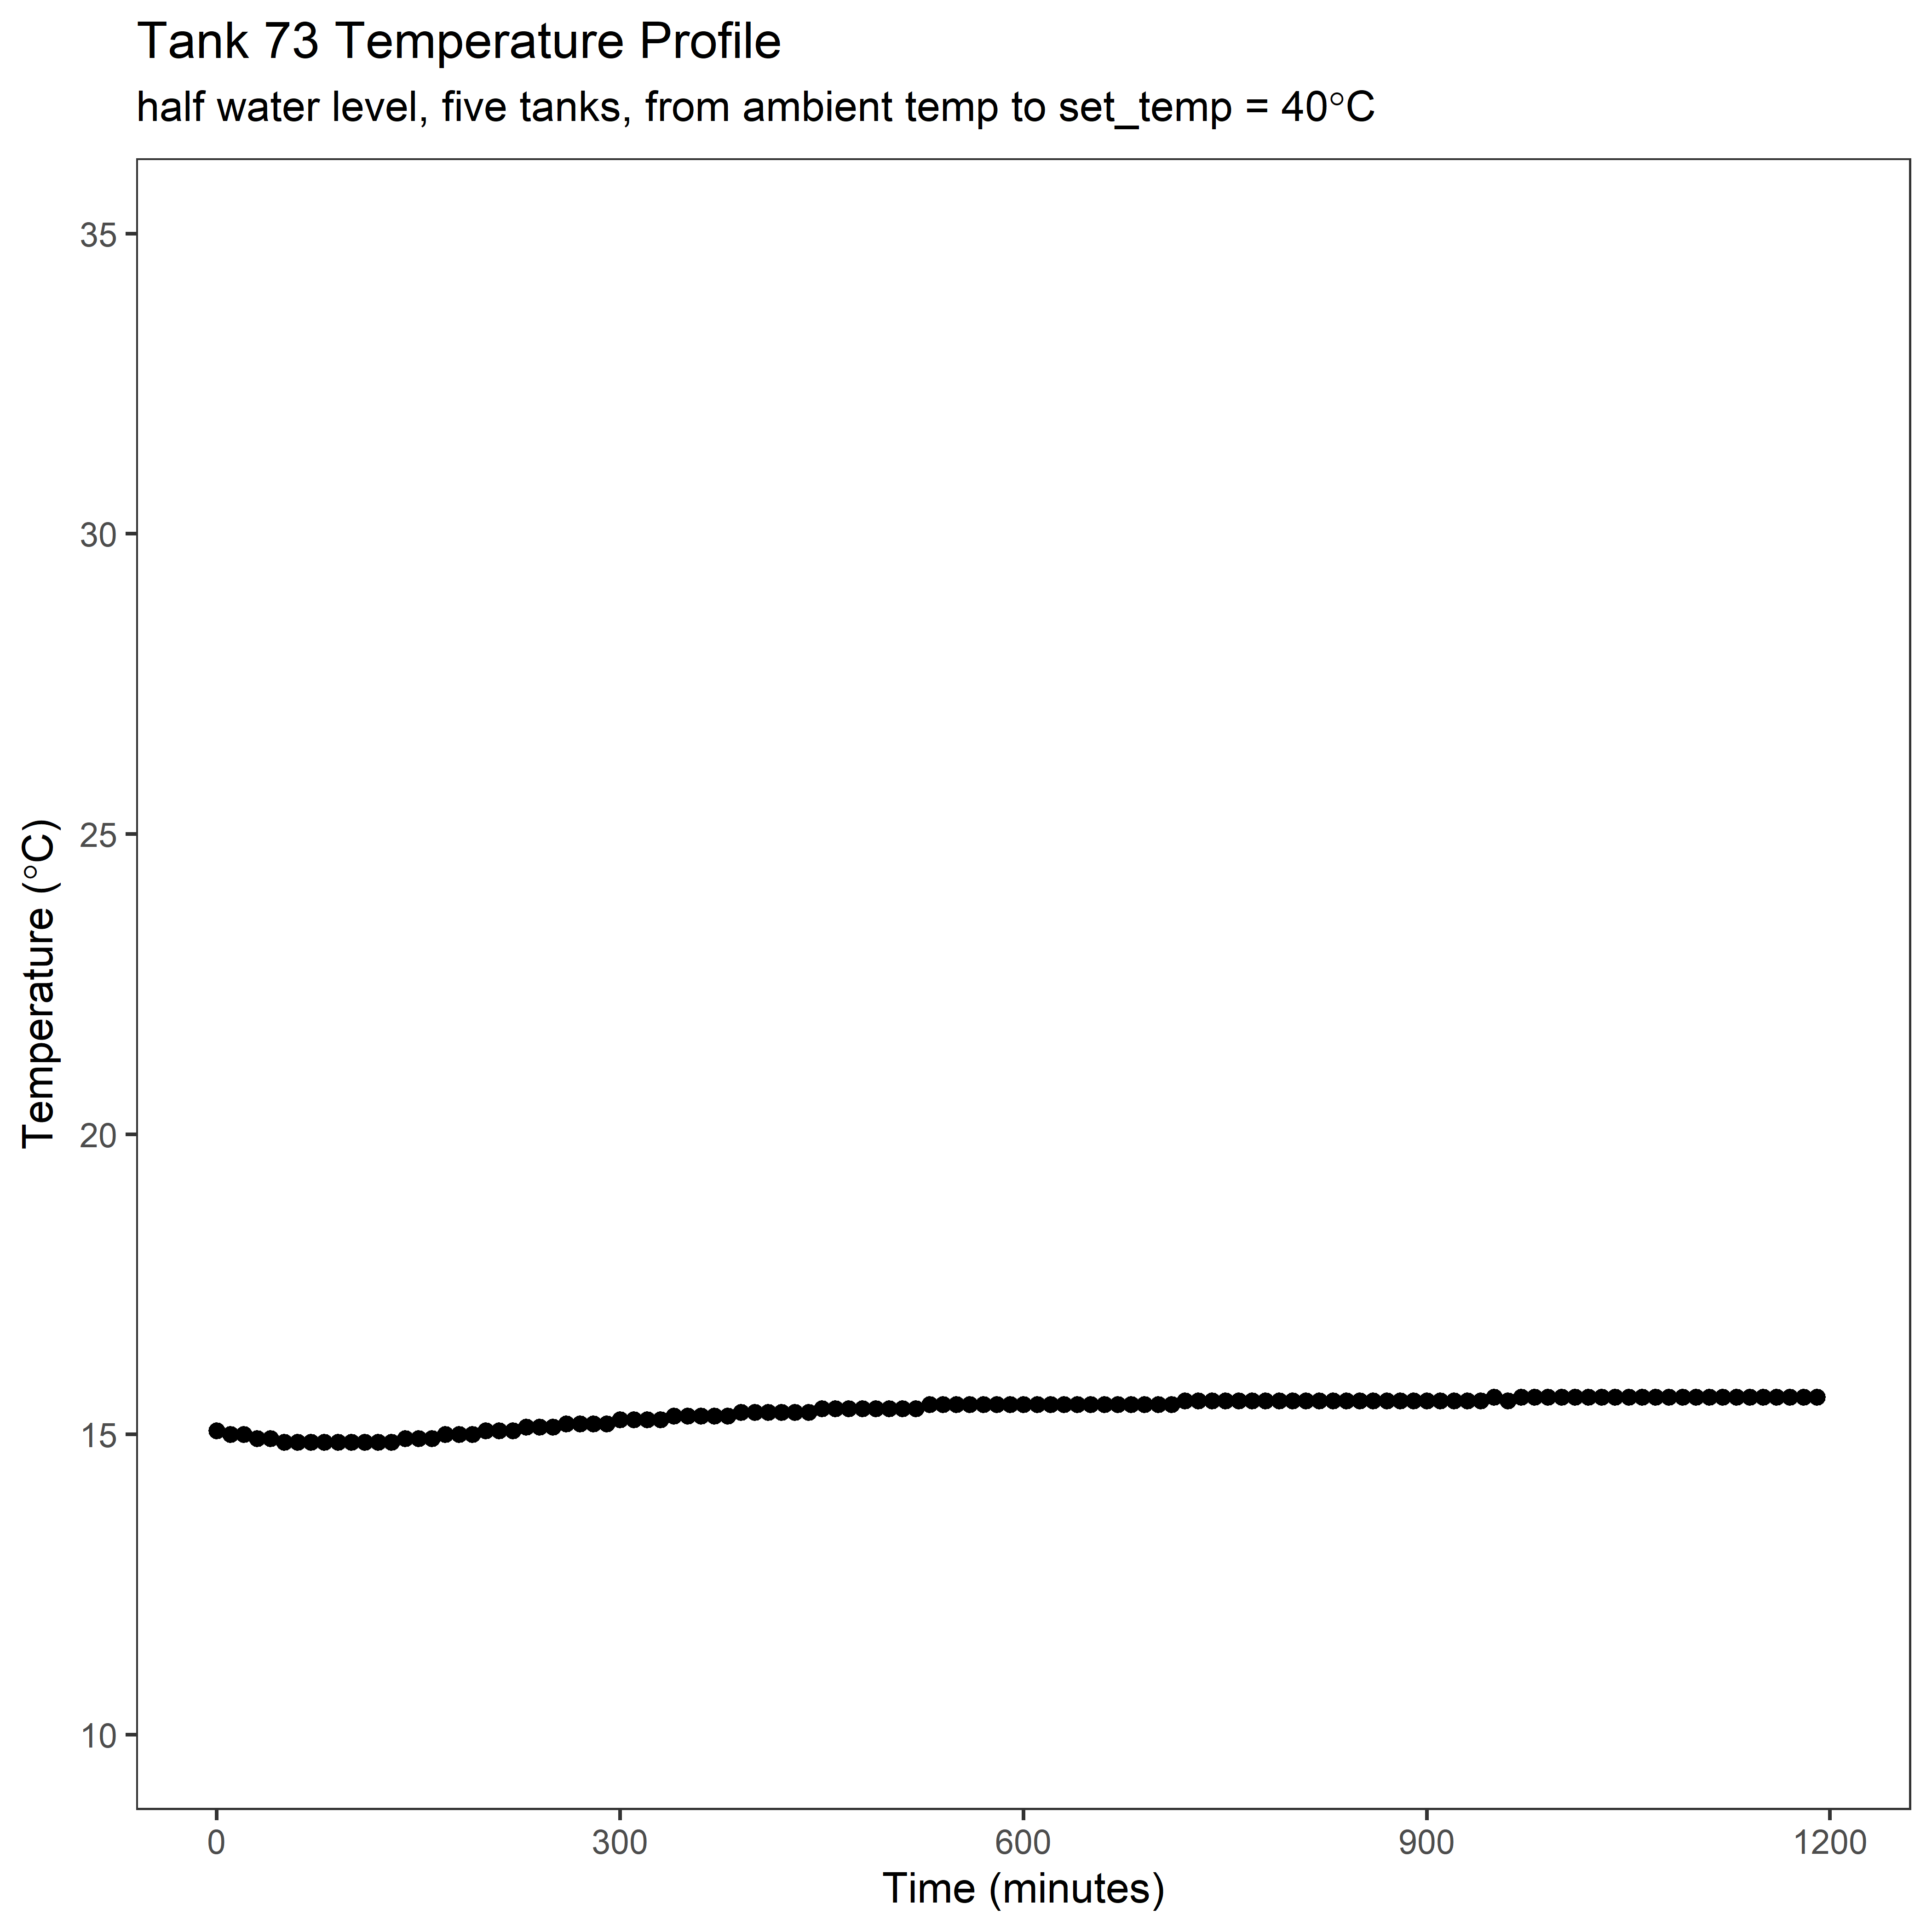 Tank 73 Temperature Profile
half water level, five tanks, from ambient temp to set_temp = 40°C
35
30
25
20
15
10
Temperature (°C)
0 300 600 900 1200
Time (minutes)